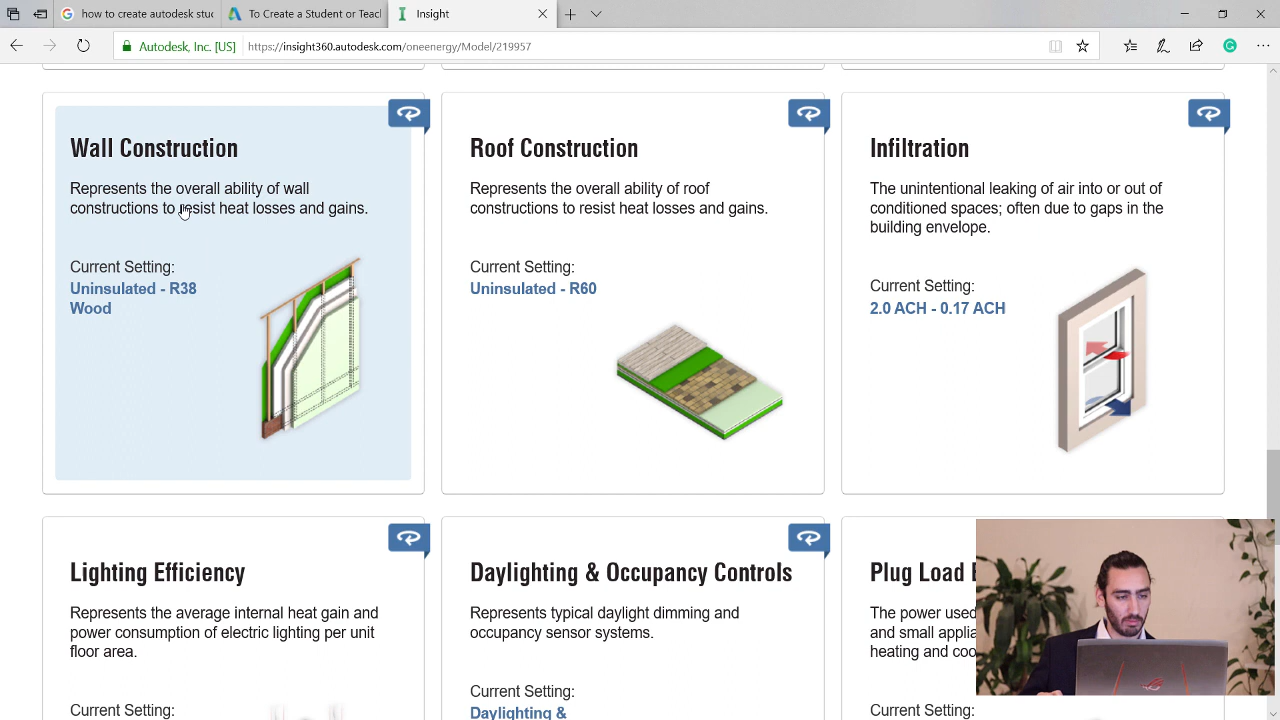 how to create a stu
To Create a Student or Teach
Insight
Autodesk, Inc. [US]
https://insight360.autodesk.com/oneenergy/Model/219957
Wall Construction
Represents the overall ability of wall
constructions to resist heat losses and gains.
Current Setting:
Uninsulated - R38
Wood
Roof Construction
Represents the overall ability of roof
constructions to resist heat losses and gains.
Current Setting:
Uninsulated - R60
Infiltration
The unintentional leaking of air into or out of
conditioned spaces; often due to gaps in the
building envelope.
Current Setting:
2.0 ACH - 0.17 ACH
Lighting Efficiency
Represents the average internal heat gain and
power consumption of electric lighting per unit
floor area.
Current Setting:
Daylighting & Occupancy Controls
Represents typical daylight dimming and
occupancy sensor systems.
Current Setting:
Daylighting &
Plug Load
The power used
and small
heating and